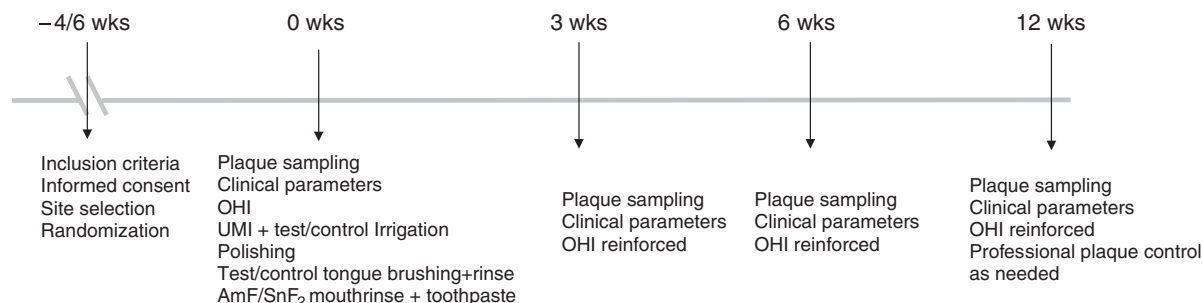 −4/6 wks
0 wks
3 wks
6 wks
12 wks
Inclusion criteria
Informed consent
Site selection
Randomization
Plaque sampling
Clinical parameters
OHI
UMI + test/control Irrigation
Polishing
Test/control tongue brushing+rinse
AmF/SnF₂ mouthrinse + toothpaste
Plaque sampling
Clinical parameters
OHI reinforced
Plaque sampling
Clinical parameters
OHI reinforced
Plaque sampling
Clinical parameters
OHI reinforced
Professional plaque control
as needed